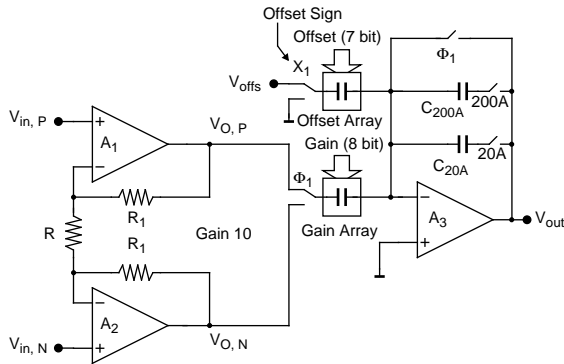 Offset Sign
Offset (7 bit)
Φ1
X1
Voffs
200A
C200A
Offset Array
Vin, P
+
A1
−
VO, P
Gain (8 bit)
20A
C20A
Φ1
R1
R
R1
Gain 10
Gain Array
−
A3
+
Vout
−
A2
+
Vin, N
VO, N